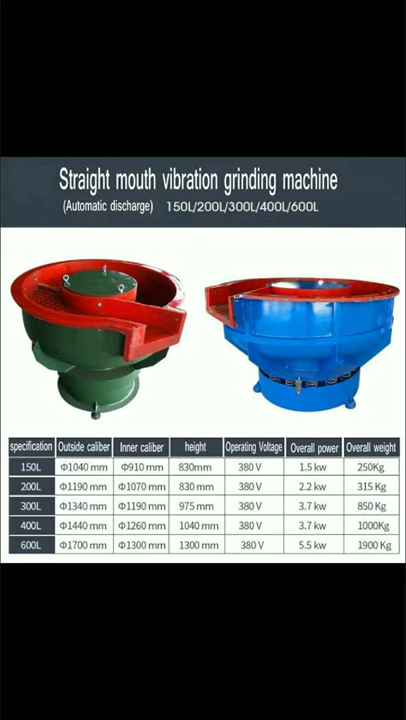 Straight mouth vibration grinding machine
(Automatic discharge) 150L/200L/300L/400L/600L
specification Outside caliber Inner caliber height Operating Voltage Overall power Overall weight
150L Φ1040 mm Φ910 mm 830mm 380 V 1.5 kw 250Kg
200L Φ1190 mm Φ1070 mm 830 mm 380 V 2.2 kw 315 Kg
300L Φ1340 mm Φ1190 mm 975 mm 380 V 3.7 kw 850 Kg
400L Φ1440 mm Φ1260 mm 1040 mm 380 V 3.7 kw 1000Kg
600L Φ1700 mm Φ1300 mm 1300 mm 380 V 5.5 kw 1900 Kg